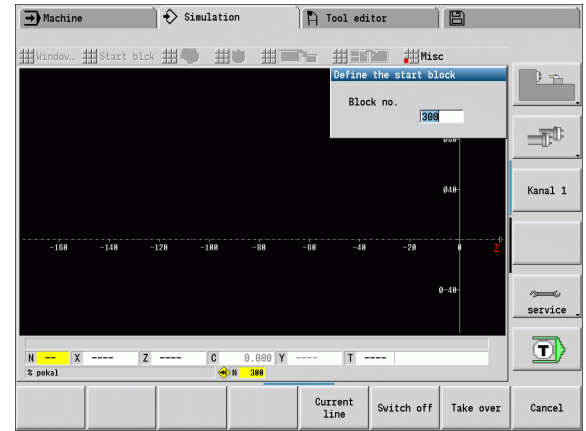 Machine
Simulation
Tool editor
Window…
Start blck
Misc
Define the start block
Block no.
300
Ø80
Ø40
-160 -140 -120 -100 -80 -60 -40 -20 0 Z
Ø-40
N -- X ---- Z ---- C 0.000 Y ---- T ----
% pokal N 300
Kanal 1
service
T
Current line
Switch off
Take over
Cancel